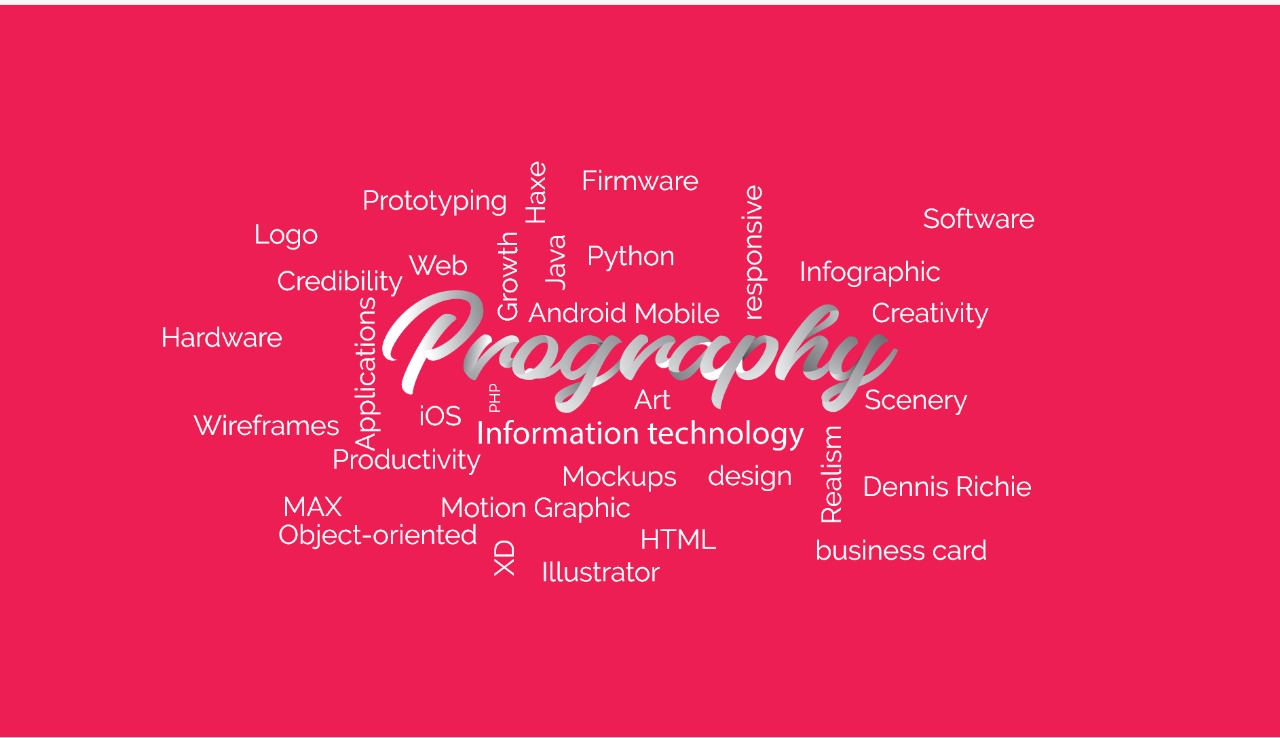 Haxe
Firmware
Prototyping
responsive
Software
Logo
Growth
Java
Python
Web
Infographic
Credibility
Android Mobile
Creativity
Applications
Hardware
Prography
PHP
Art
Scenery
iOS
Wireframes
Information technology
Productivity
Realism
Mockups
design
Dennis Richie
MAX
Motion Graphic
Object-oriented
HTML
XD
business card
Illustrator